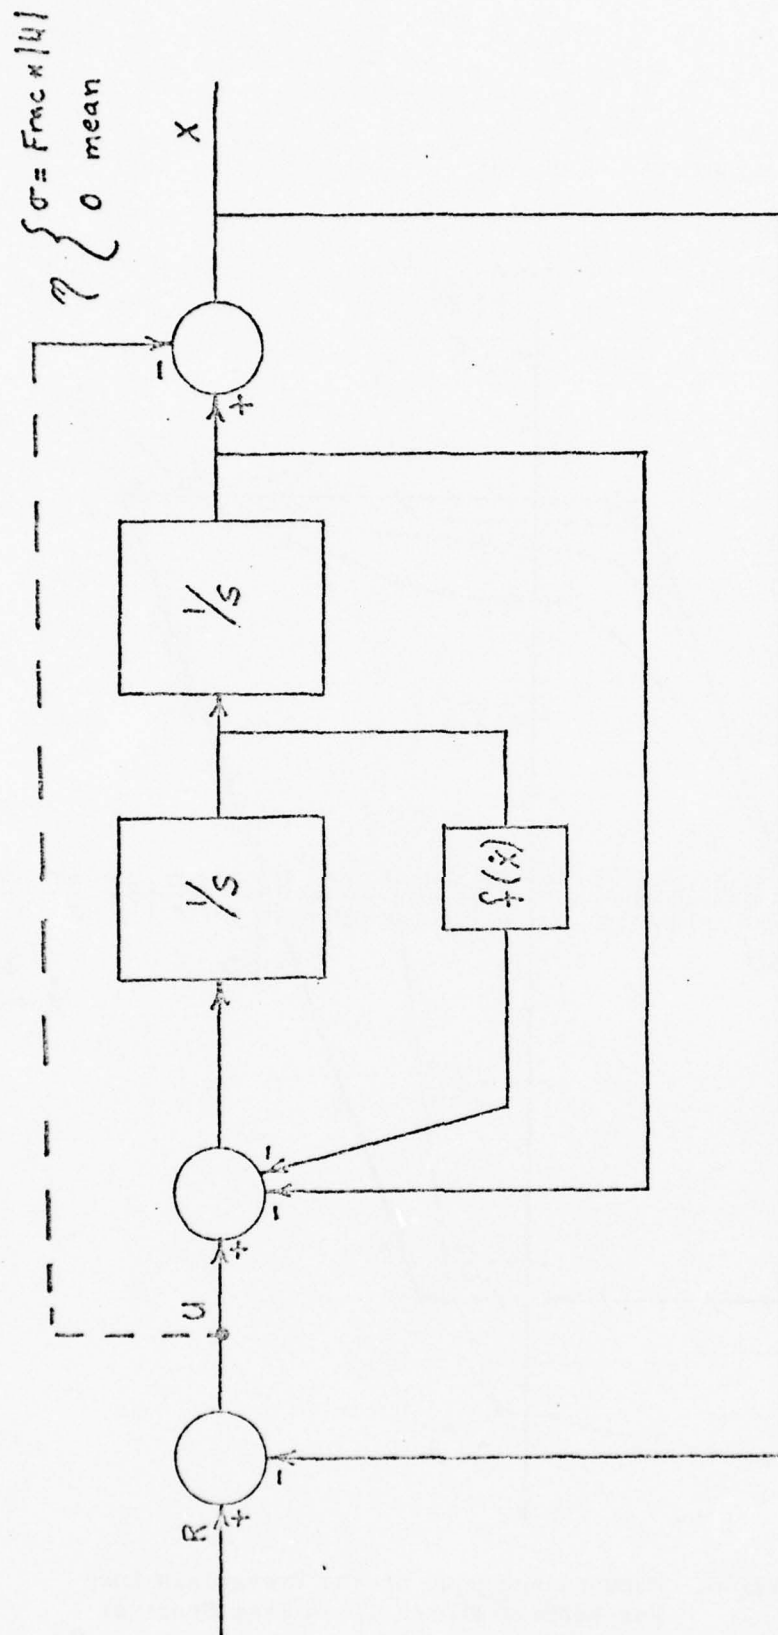 η { σ = Frac * |U|
0 mean
R
+
-
U
+
-
-
1/s
f(ẋ)
1/s
+
-
X